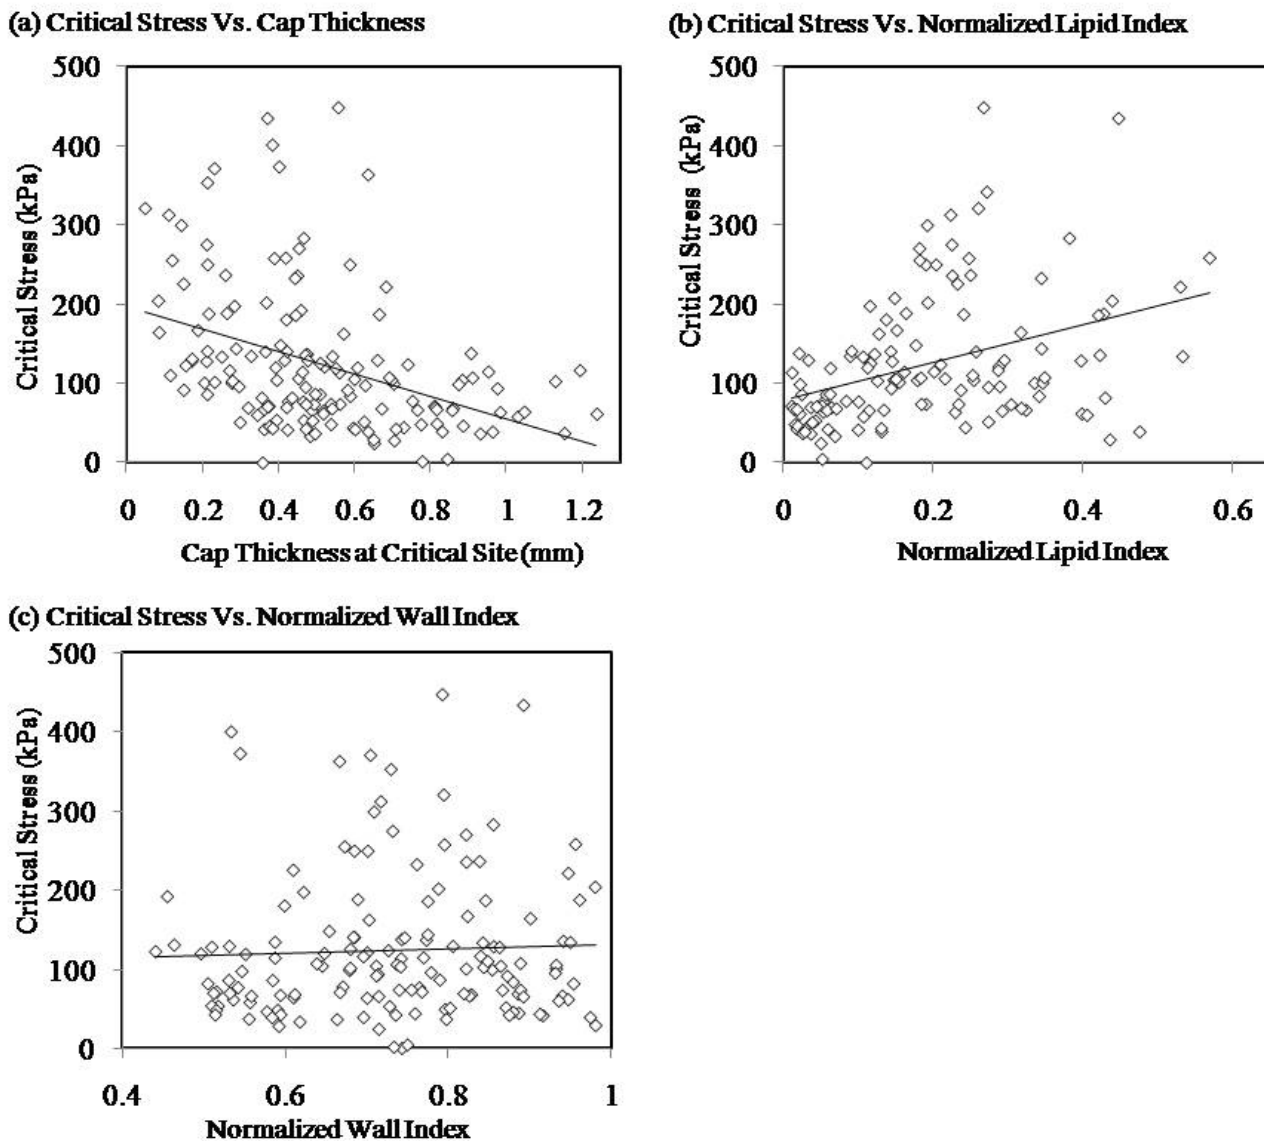 (a) Critical Stress Vs. Cap Thickness
500
400
300
200
100
0
Critical Stress (kPa)
0 0.2 0.4 0.6 0.8 1 1.2
Cap Thickness at Critical Site (mm)
(b) Critical Stress Vs. Normalized Lipid Index
500
400
300
200
100
0
Critical Stress (kPa)
0 0.2 0.4 0.6
Normalized Lipid Index
(c) Critical Stress Vs. Normalized Wall Index
500
400
300
200
100
0
Critical Stress (kPa)
0.4 0.6 0.8 1
Normalized Wall Index